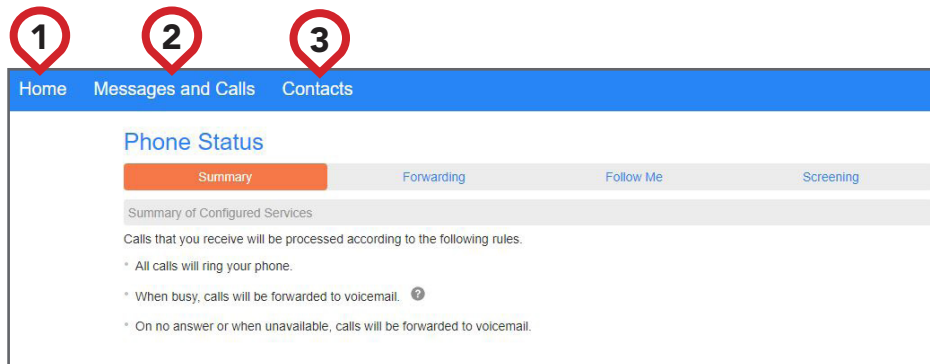 1 2 3
Home Messages and Calls Contacts
Phone Status
Summary Forwarding Follow Me Screening
Summary of Configured Services
Calls that you receive will be processed according to the following rules.
All calls will ring your phone.
When busy, calls will be forwarded to voicemail. ?
On no answer or when unavailable, calls will be forwarded to voicemail.